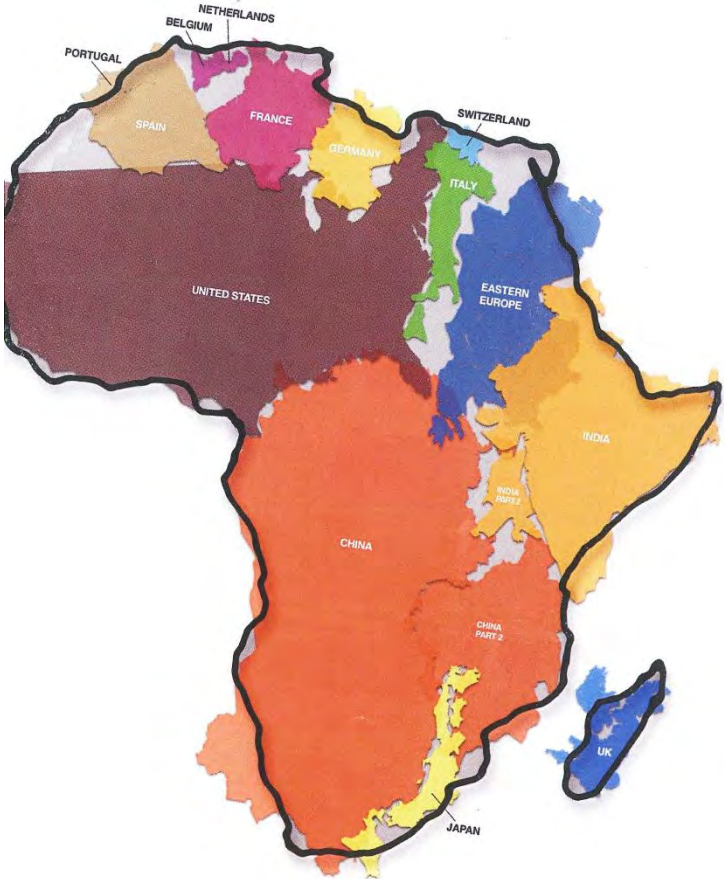 NETHERLANDS
BELGIUM
PORTUGAL
SWITZERLAND
SPAIN
FRANCE
GERMANY
ITALY
UNITED STATES
EASTERN
EUROPE
INDIA
INDIA
PART 2
CHINA
CHINA
PART 2
UK
JAPAN